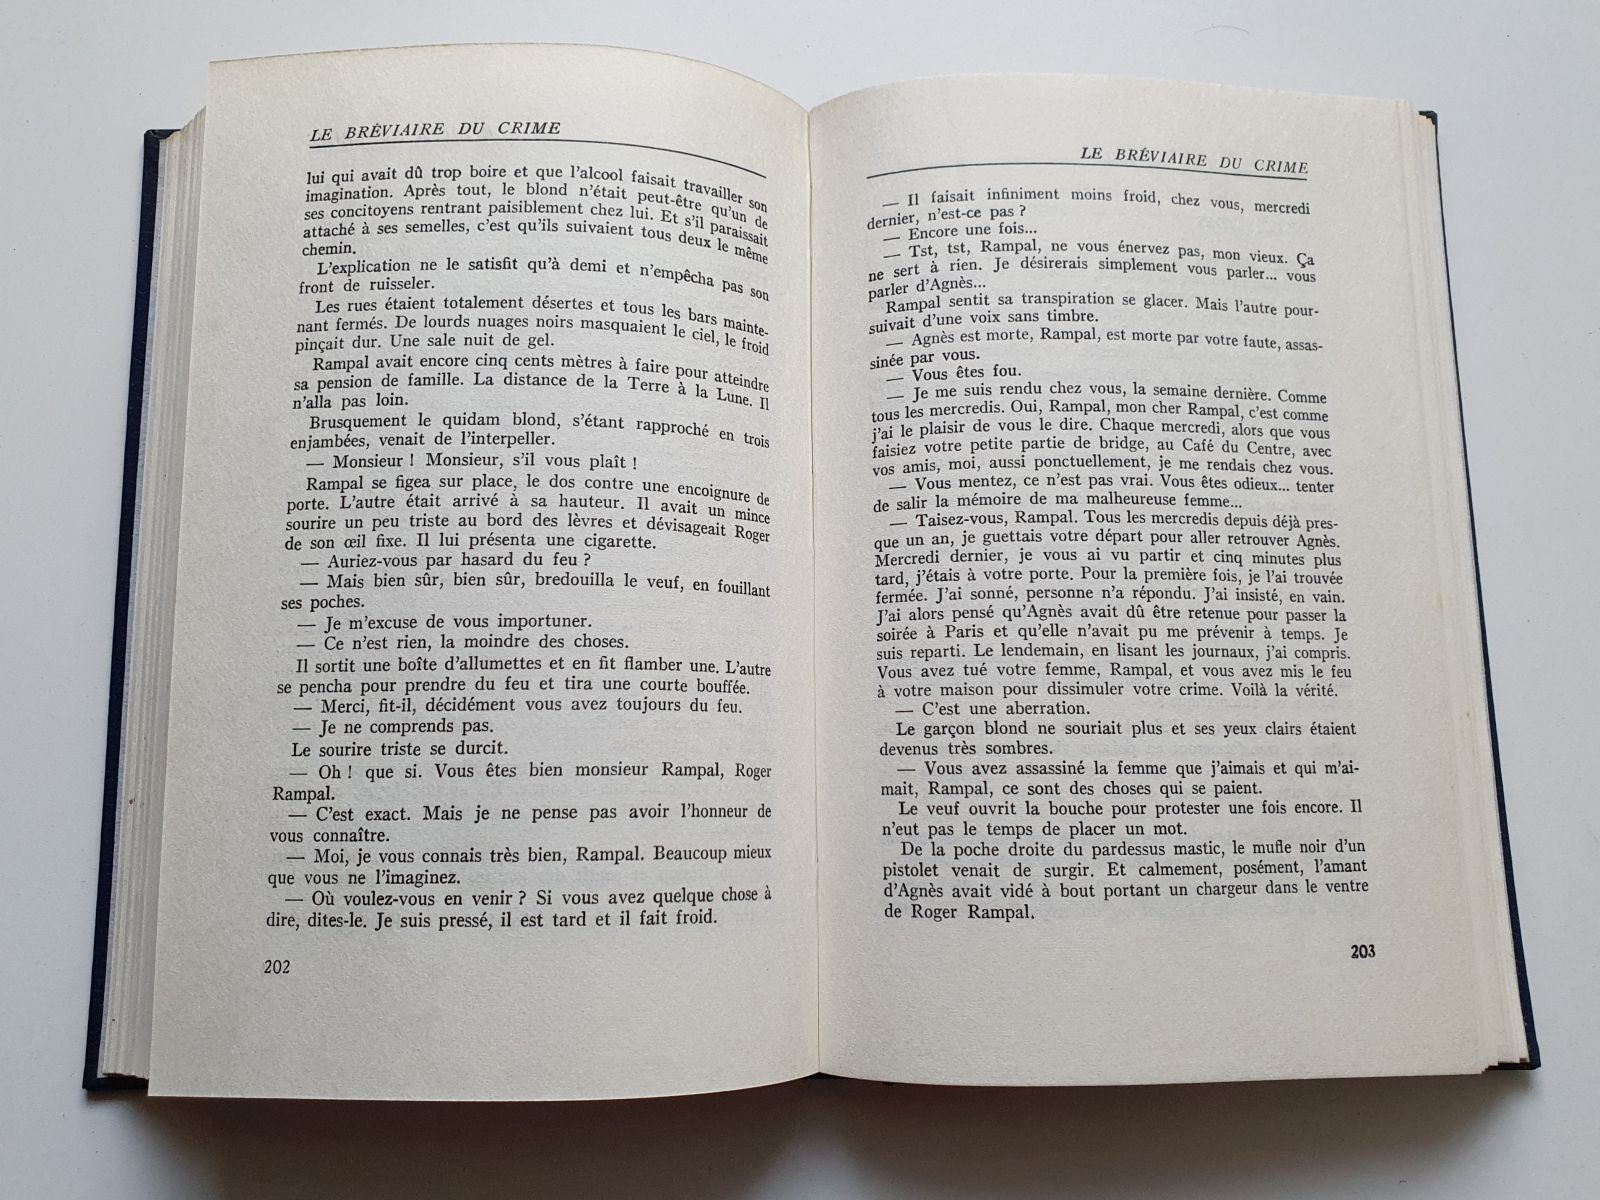 LE BRÉVIAIRE DU CRIME
lui qui avait dû trop boire et que l'alcool faisait travailler son
imagination. Après tout, le blond n'était peut-être qu'un de
ses concitoyens rentrant paisiblement chez lui. Et s'il paraissait
attaché à ses semelles, c'est qu'ils suivaient tous deux le même
chemin.
L'explication ne le satisfit qu'à demi et n'empêcha pas son
front de ruisseler.
Les rues étaient totalement désertes et tous les bars mainte-
nant fermés. De lourds nuages noirs masquaient le ciel, le froid
pinçait dur. Une sale nuit de gel.
Rampal avait encore cinq cents mètres à faire pour atteindre
sa pension de famille. La distance de la Terre à la Lune. Il
n'alla pas loin.
Brusquement le quidam blond, s'étant rapproché en trois
enjambées, venait de l'interpeller.
— Monsieur ! Monsieur, s'il vous plaît !
Rampal se figea sur place, le dos contre une encoignure de
porte. L'autre était arrivé à sa hauteur. Il avait un mince
sourire un peu triste au bord des lèvres et dévisageait Roger
de son œil fixe. Il lui présenta une cigarette.
— Auriez-vous par hasard du feu ?
— Mais bien sûr, bien sûr, bredouilla le veuf, en fouillant
ses poches.
— Je m'excuse de vous importuner.
— Ce n'est rien, la moindre des choses.
Il sortit une boîte d'allumettes et en fit flamber une. L'autre
se pencha pour prendre du feu et tira une courte bouffée.
— Merci, fit-il, décidément vous avez toujours du feu.
— Je ne comprends pas.
Le sourire triste se durcit.
— Oh ! que si. Vous êtes bien monsieur Rampal, Roger
Rampal.
— C'est exact. Mais je ne pense pas avoir l'honneur de
vous connaître.
— Moi, je vous connais très bien, Rampal. Beaucoup mieux
que vous ne l'imaginez.
— Où voulez-vous en venir ? Si vous avez quelque chose à
dire, dites-le. Je suis pressé, il est tard et il fait froid.
202
LE BRÉVIAIRE DU CRIME
— Il faisait infiniment moins froid, chez vous, mercredi
dernier, n'est-ce pas ?
— Encore une fois...
— Tst, tst, Rampal, ne vous énervez pas, mon vieux. Ça
ne sert à rien. Je désirerais simplement vous parler... vous
parler d'Agnès...
Rampal sentit sa transpiration se glacer. Mais l'autre pour-
suivait d'une voix sans timbre.
— Agnès est morte, Rampal, est morte par votre faute, assas-
sinée par vous.
— Vous êtes fou.
— Je me suis rendu chez vous, la semaine dernière. Comme
tous les mercredis. Oui, Rampal, mon cher Rampal, c'est comme
j'ai le plaisir de vous le dire. Chaque mercredi, alors que vous
faisiez votre petite partie de bridge, au Café du Centre, avec
vos amis, moi, aussi ponctuellement, je me rendais chez vous.
— Vous mentez, ce n'est pas vrai. Vous êtes odieux... tenter
de salir la mémoire de ma malheureuse femme...
— Taisez-vous, Rampal. Tous les mercredis depuis déjà pres-
que un an, je guettais votre départ pour aller retrouver Agnès.
Mercredi dernier, je vous ai vu partir et cinq minutes plus
tard, j'étais à votre porte. Pour la première fois, je l'ai trouvée
fermée. J'ai sonné, personne n'a répondu. J'ai insisté, en vain.
J'ai alors pensé qu'Agnès avait dû être retenue pour passer la
soirée à Paris et qu'elle n'avait pu me prévenir à temps. Je
suis reparti. Le lendemain, en lisant les journaux, j'ai compris.
Vous avez tué votre femme, Rampal, et vous avez mis le feu
à votre maison pour dissimuler votre crime. Voilà la vérité.
— C'est une aberration.
Le garçon blond ne souriait plus et ses yeux clairs étaient
devenus très sombres.
— Vous avez assassiné la femme que j'aimais et qui m'ai-
mait, Rampal, ce sont des choses qui se paient.
Le veuf ouvrit la bouche pour protester une fois encore. Il
n'eut pas le temps de placer un mot.
De la poche droite du pardessus mastic, le mufle noir d'un
pistolet venait de surgir. Et calmement, posément, l'amant
d'Agnès avait vidé à bout portant un chargeur dans le ventre
de Roger Rampal.
203